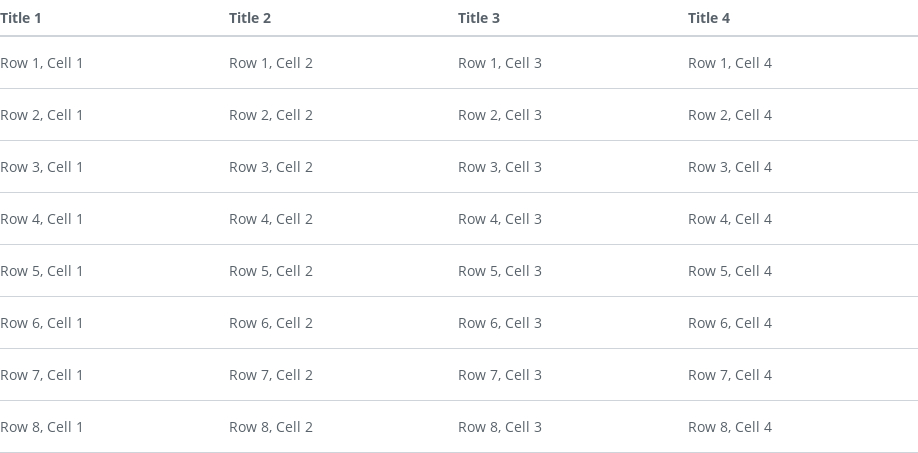 Title 1 Title 2 Title 3 Title 4
Row 1, Cell 1 Row 1, Cell 2 Row 1, Cell 3 Row 1, Cell 4
Row 2, Cell 1 Row 2, Cell 2 Row 2, Cell 3 Row 2, Cell 4
Row 3, Cell 1 Row 3, Cell 2 Row 3, Cell 3 Row 3, Cell 4
Row 4, Cell 1 Row 4, Cell 2 Row 4, Cell 3 Row 4, Cell 4
Row 5, Cell 1 Row 5, Cell 2 Row 5, Cell 3 Row 5, Cell 4
Row 6, Cell 1 Row 6, Cell 2 Row 6, Cell 3 Row 6, Cell 4
Row 7, Cell 1 Row 7, Cell 2 Row 7, Cell 3 Row 7, Cell 4
Row 8, Cell 1 Row 8, Cell 2 Row 8, Cell 3 Row 8, Cell 4